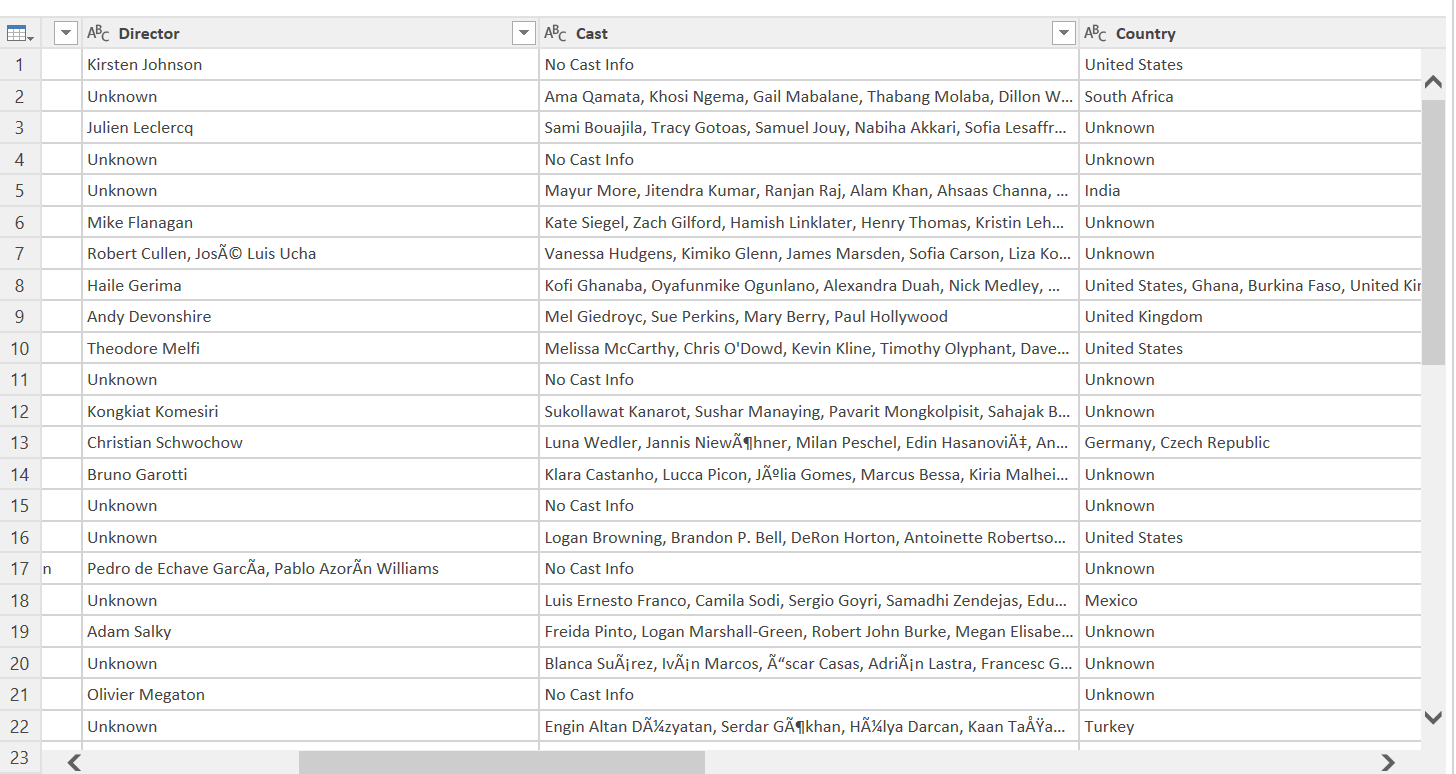 ABC Director ABC Cast ABC Country
1 Kirsten Johnson No Cast Info United States
2 Unknown Ama Qamata, Khosi Ngema, Gail Mabalane, Thabang Molaba, Dillon W... South Africa
3 Julien Leclercq Sami Bouajila, Tracy Gotoas, Samuel Jouy, Nabiha Akkari, Sofia Lesaffr... Unknown
4 Unknown No Cast Info Unknown
5 Unknown Mayur More, Jitendra Kumar, Ranjan Raj, Alam Khan, Ahsaas Channa, ... India
6 Mike Flanagan Kate Siegel, Zach Gilford, Hamish Linklater, Henry Thomas, Kristin Leh... Unknown
7 Robert Cullen, JosÃ© Luis Ucha Vanessa Hudgens, Kimiko Glenn, James Marsden, Sofia Carson, Liza Ko... Unknown
8 Haile Gerima Kofi Ghanaba, Oyafunmike Ogunlano, Alexandra Duah, Nick Medley, ... United States, Ghana, Burkina Faso, United Kin
9 Andy Devonshire Mel Giedroyc, Sue Perkins, Mary Berry, Paul Hollywood United Kingdom
10 Theodore Melfi Melissa McCarthy, Chris O'Dowd, Kevin Kline, Timothy Olyphant, Dave... United States
11 Unknown No Cast Info Unknown
12 Kongkiat Komesiri Sukollawat Kanarot, Sushar Manaying, Pavarit Mongkolpisit, Sahajak B... Unknown
13 Christian Schwochow Luna Wedler, Jannis NiewÃ¶hner, Milan Peschel, Edin HasanoviÄ‡, An... Germany, Czech Republic
14 Bruno Garotti Klara Castanho, Lucca Picon, JÃºlia Gomes, Marcus Bessa, Kiria Malhei... Unknown
15 Unknown No Cast Info Unknown
16 Unknown Logan Browning, Brandon P. Bell, DeRon Horton, Antoinette Robertso... United States
17 n Pedro de Echave GarcÃ­a, Pablo AzorÃ­n Williams No Cast Info Unknown
18 Unknown Luis Ernesto Franco, Camila Sodi, Sergio Goyri, Samadhi Zendejas, Edu... Mexico
19 Adam Salky Freida Pinto, Logan Marshall-Green, Robert John Burke, Megan Elisabe... Unknown
20 Unknown Blanca SuÃ¡rez, IvÃ¡n Marcos, Ã“scar Casas, AdriÃ¡n Lastra, Francesc G... Unknown
21 Olivier Megaton No Cast Info Unknown
22 Unknown Engin Altan DÃ¼zyatan, Serdar GÃ¶khan, HÃ¼lya Darcan, Kaan TaÅŸa... Turkey
23